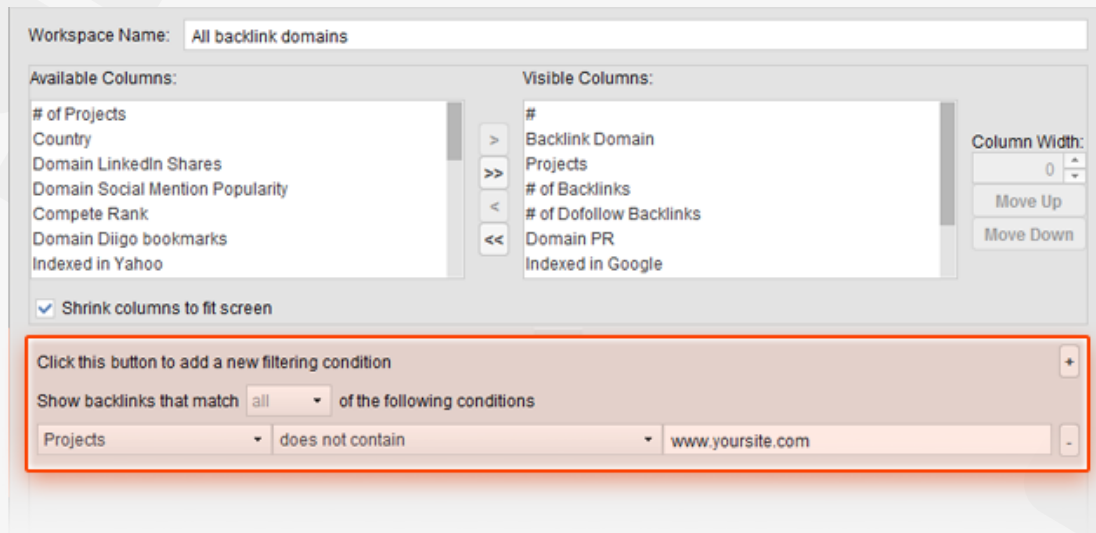 Workspace Name: All backlink domains
Available Columns:
# of Projects
Country
Domain LinkedIn Shares
Domain Social Mention Popularity
Compete Rank
Domain Diigo bookmarks
Indexed in Yahoo
>
>>
<
<<
Visible Columns:
#
Backlink Domain
Projects
# of Backlinks
# of Dofollow Backlinks
Domain PR
Indexed in Google
Column Width:
0
Move Up
Move Down
Shrink columns to fit screen
Click this button to add a new filtering condition +
Show backlinks that match all of the following conditions
Projects does not contain www.yoursite.com -